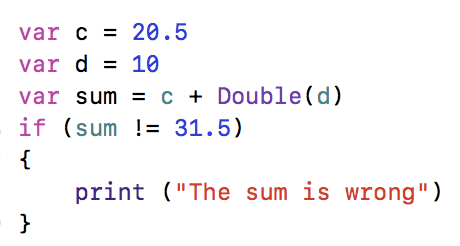 var c = 20.5
var d = 10
var sum = c + Double(d)
if (sum != 31.5)
{
    print ("The sum is wrong")
}